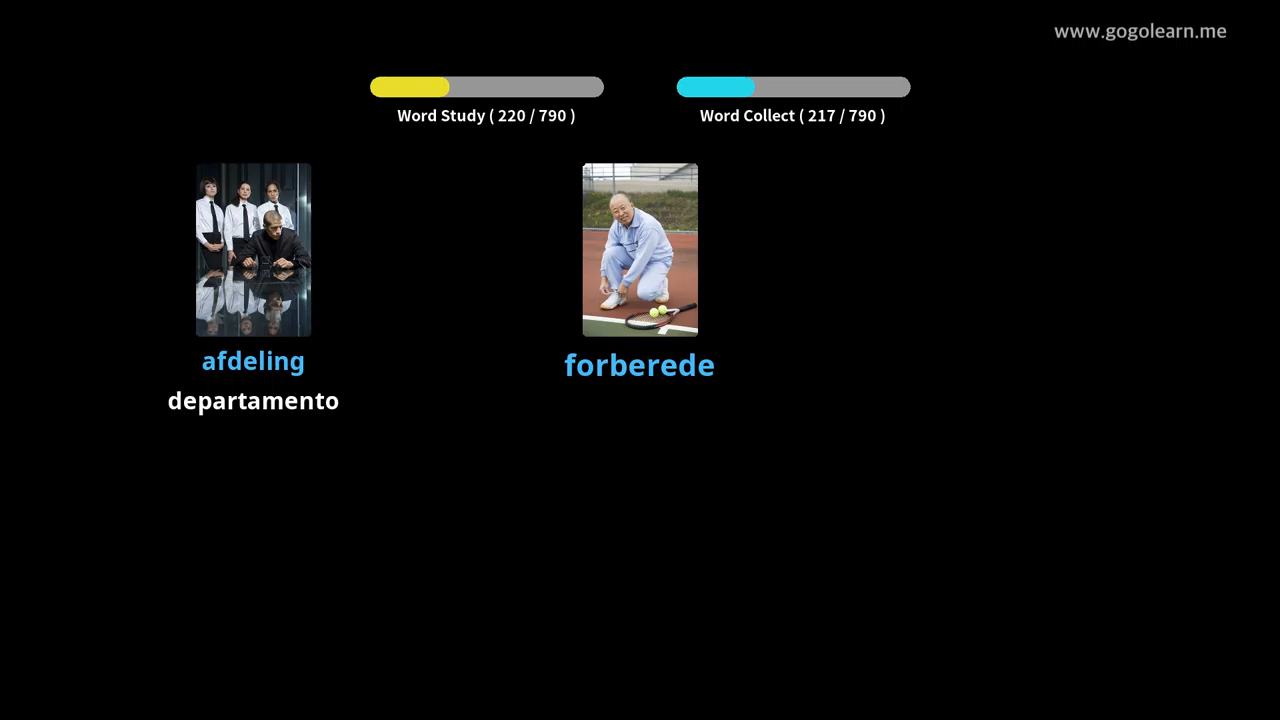 www.gogolearn.me
Word Study ( 220 / 790 )
Word Collect ( 217 / 790 )
afdeling
departamento
forberede